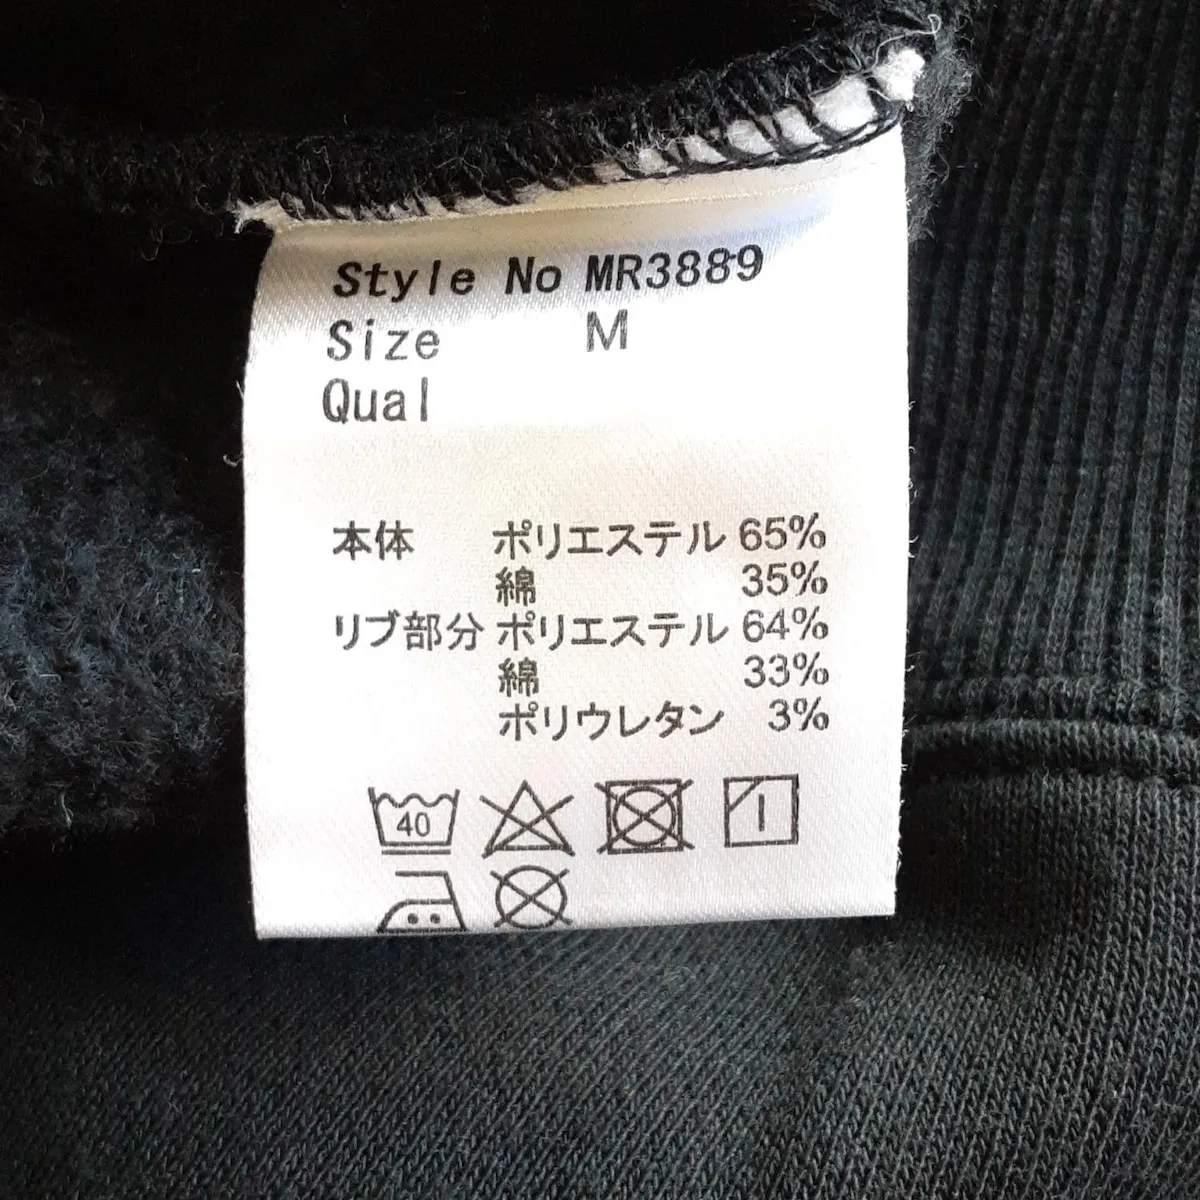 Style No MR3889
Size M
Qual
本体 ポリエステル 65%
綿 35%
リブ部分 ポリエステル 64%
綿 33%
ポリウレタン 3%
40